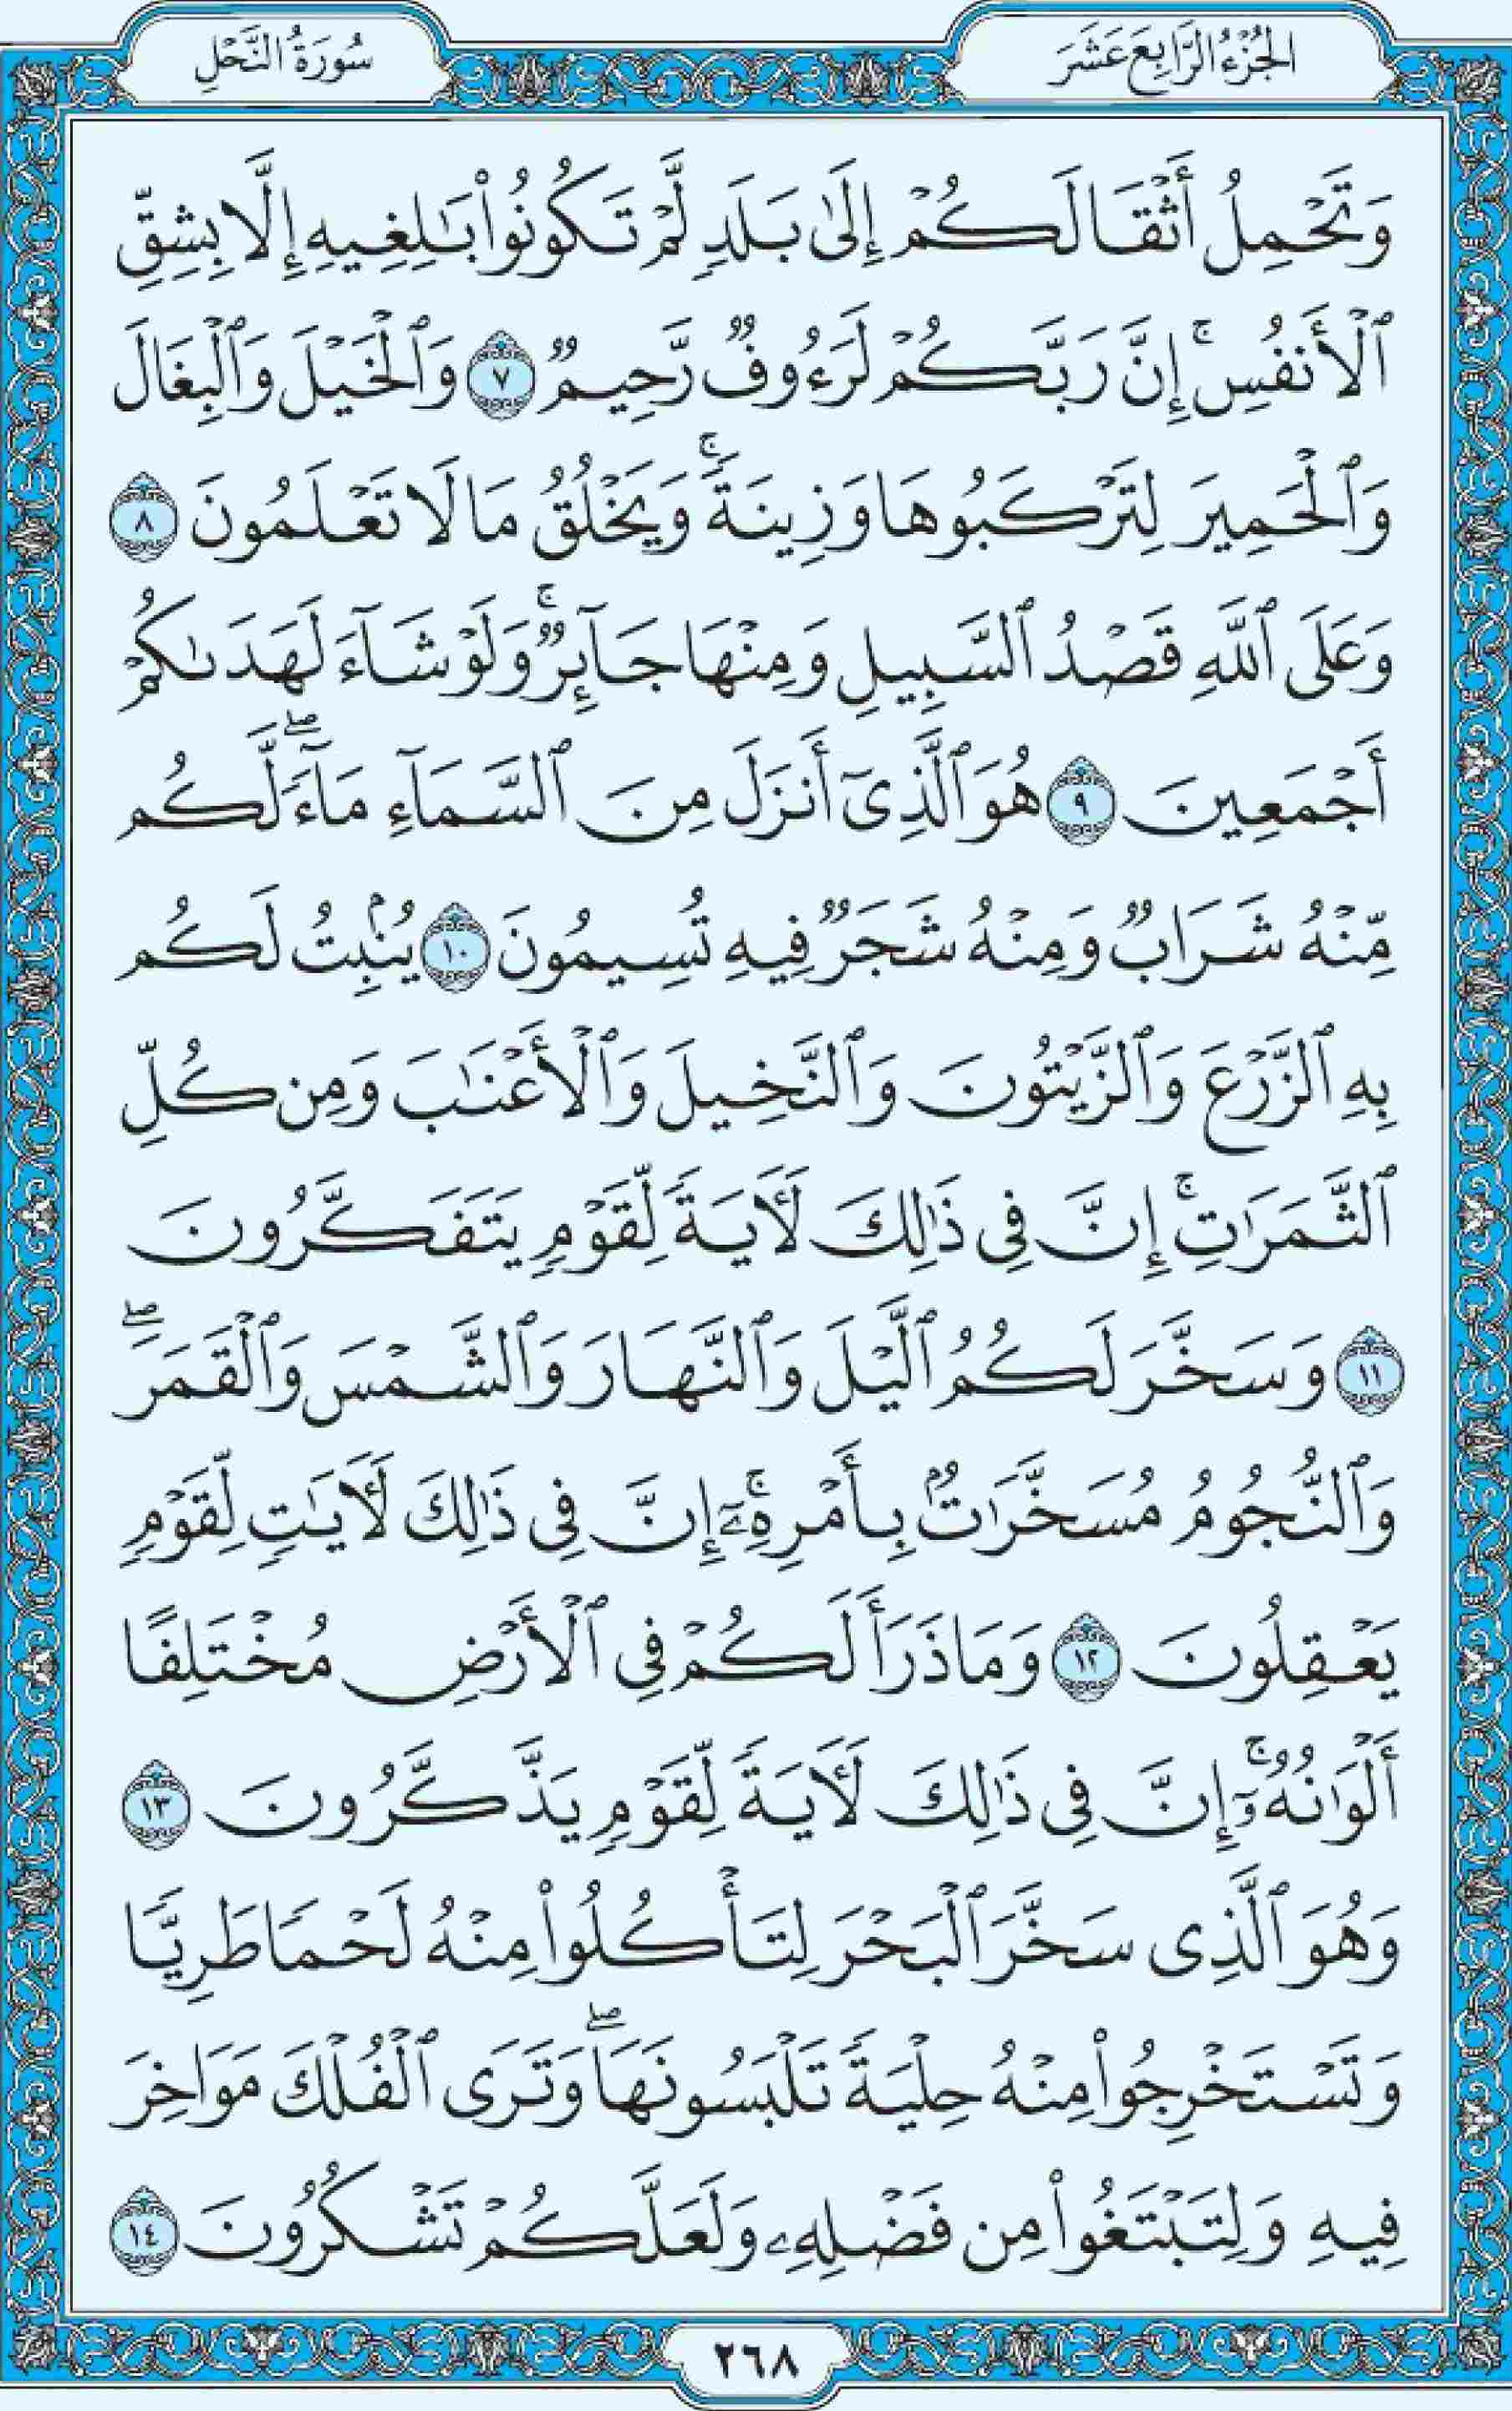 الجُزْءُ الرَّابِعَ عَشَرَ
سُورَةُ النَّحْلِ
وَتَحْمِلُ أَثْقَالَكُمْ إِلَىٰ بَلَدٍ لَّمْ تَكُونُوا۟ بَـٰلِغِيهِ إِلَّا بِشِقِّ
ٱلْأَنفُسِ ۚ إِنَّ رَبَّكُمْ لَرَءُوفٌ رَّحِيمٌ ٧ وَٱلْخَيْلَ وَٱلْبِغَالَ
وَٱلْحَمِيرَ لِتَرْكَبُوهَا وَزِينَةً ۚ وَيَخْلُقُ مَا لَا تَعْلَمُونَ ٨
وَعَلَى ٱللَّهِ قَصْدُ ٱلسَّبِيلِ وَمِنْهَا جَآئِرٌ ۚ وَلَوْ شَآءَ لَهَدَىٰكُمْ
أَجْمَعِينَ ٩ هُوَ ٱلَّذِىٓ أَنزَلَ مِنَ ٱلسَّمَآءِ مَآءً ۖ لَّكُم
مِّنْهُ شَرَابٌ وَمِنْهُ شَجَرٌ فِيهِ تُسِيمُونَ ١٠ يُنۢبِتُ لَكُم
بِهِ ٱلزَّرْعَ وَٱلزَّيْتُونَ وَٱلنَّخِيلَ وَٱلْأَعْنَـٰبَ وَمِن كُلِّ
ٱلثَّمَرَٰتِ ۗ إِنَّ فِى ذَٰلِكَ لَـَٔايَةً لِّقَوْمٍ يَتَفَكَّرُونَ
١١ وَسَخَّرَ لَكُمُ ٱلَّيْلَ وَٱلنَّهَارَ وَٱلشَّمْسَ وَٱلْقَمَرَ ۖ
وَٱلنُّجُومُ مُسَخَّرَٰتٌۢ بِأَمْرِهِۦٓ ۗ إِنَّ فِى ذَٰلِكَ لَـَٔايَـٰتٍ لِّقَوْمٍ
يَعْقِلُونَ ١٢ وَمَا ذَرَأَ لَكُمْ فِى ٱلْأَرْضِ مُخْتَلِفًا
أَلْوَٰنُهُۥٓ ۗ إِنَّ فِى ذَٰلِكَ لَـَٔايَةً لِّقَوْمٍ يَذَّكَّرُونَ ١٣
وَهُوَ ٱلَّذِى سَخَّرَ ٱلْبَحْرَ لِتَأْكُلُوا۟ مِنْهُ لَحْمًا طَرِيًّا
وَتَسْتَخْرِجُوا۟ مِنْهُ حِلْيَةً تَلْبَسُونَهَا ۖ وَتَرَى ٱلْفُلْكَ مَوَاخِرَ
فِيهِ وَلِتَبْتَغُوا۟ مِن فَضْلِهِۦ وَلَعَلَّكُمْ تَشْكُرُونَ ١٤
٢٦٨